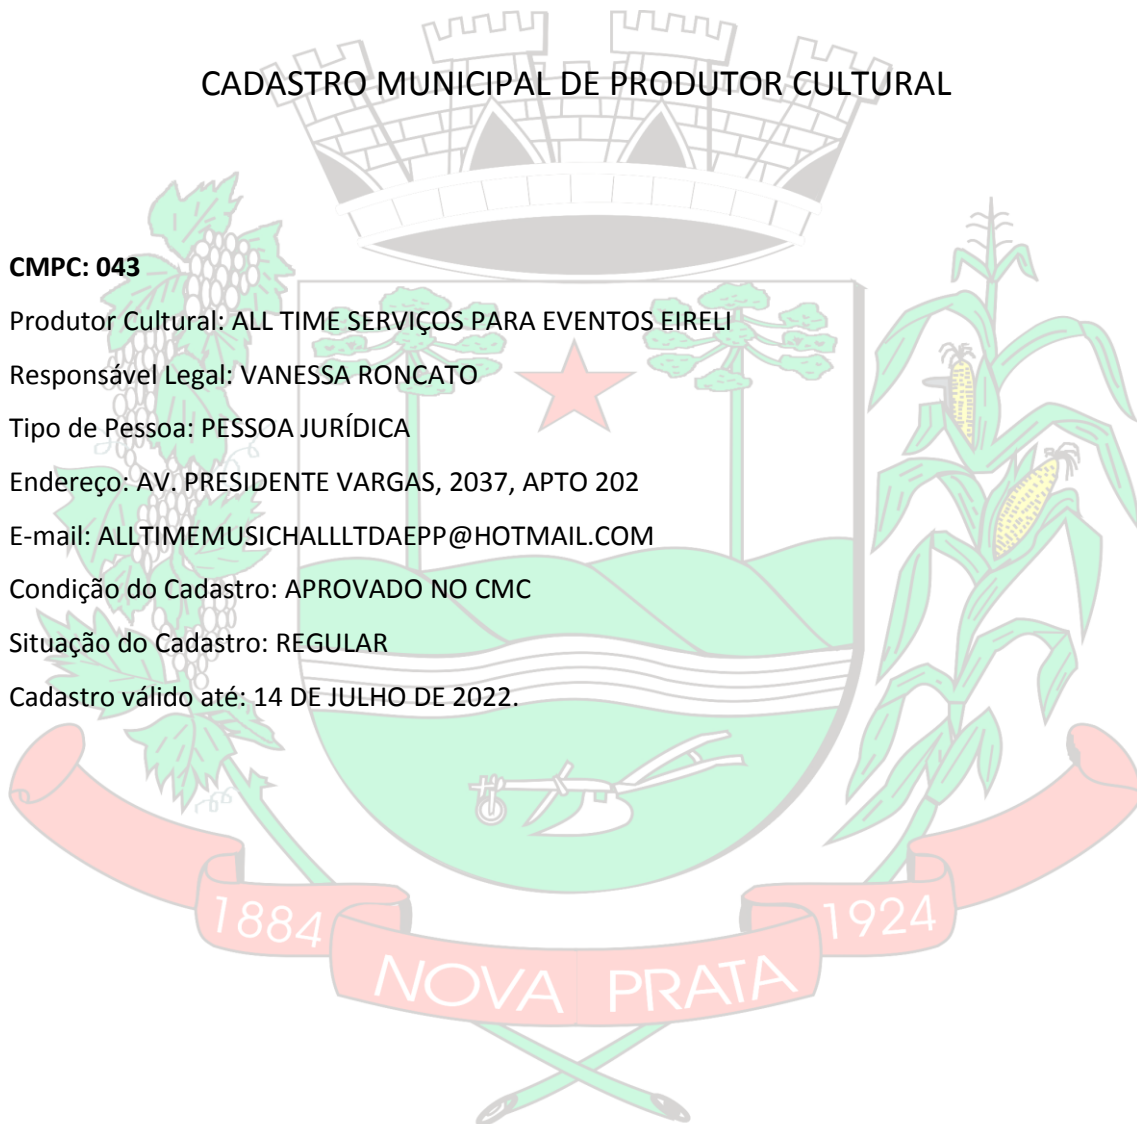 CADASTRO MUNICIPAL DE PRODUTOR CULTURAL
CMPC: 043
Produtor Cultural: ALL TIME SERVIÇOS PARA EVENTOS EIRELI
Responsável Legal: VANESSA RONCATO
Tipo de Pessoa: PESSOA JURÍDICA
Endereço: AV. PRESIDENTE VARGAS, 2037, APTO 202
E-mail: ALLTIMEMUSICHALLLTDAEPP@HOTMAIL.COM
Condição do Cadastro: APROVADO NO CMC
Situação do Cadastro: REGULAR
Cadastro válido até: 14 DE JULHO DE 2022.
1884
1924
NOVA PRATA